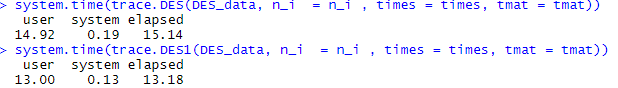 > system.time(trace.DES(DES_data, n_i  = n_i , times = times, tmat = tmat))
   user  system elapsed
  14.92    0.19   15.14
> system.time(trace.DES1(DES_data, n_i  = n_i , times = times, tmat = tmat))
   user  system elapsed
  13.00    0.13   13.18